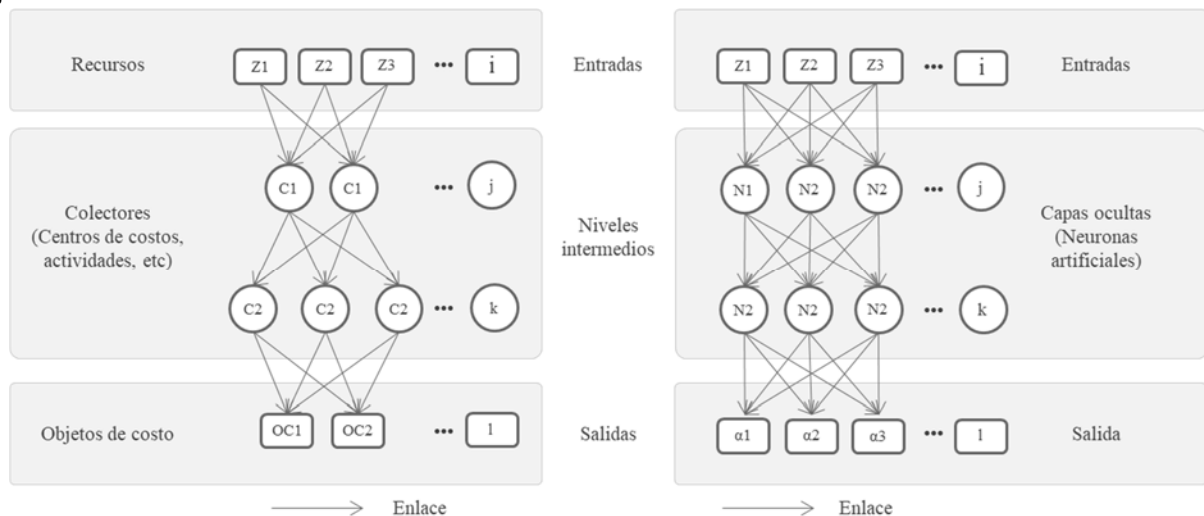 Recursos
Z1 Z2 Z3 ••• i
Entradas
Z1 Z2 Z3 ••• i
Entradas
Colectores
(Centros de costos,
actividades, etc)
C1 C1 ••• j
C2 C2 C2 ••• k
Niveles
intermedios
N1 N2 N2 ••• j
N2 N2 N2 ••• k
Capas ocultas
(Neuronas
artificiales)
Objetos de costo
OC1 OC2 ••• l
Salidas
α1 α2 α3 ••• l
Salida
Enlace
Enlace